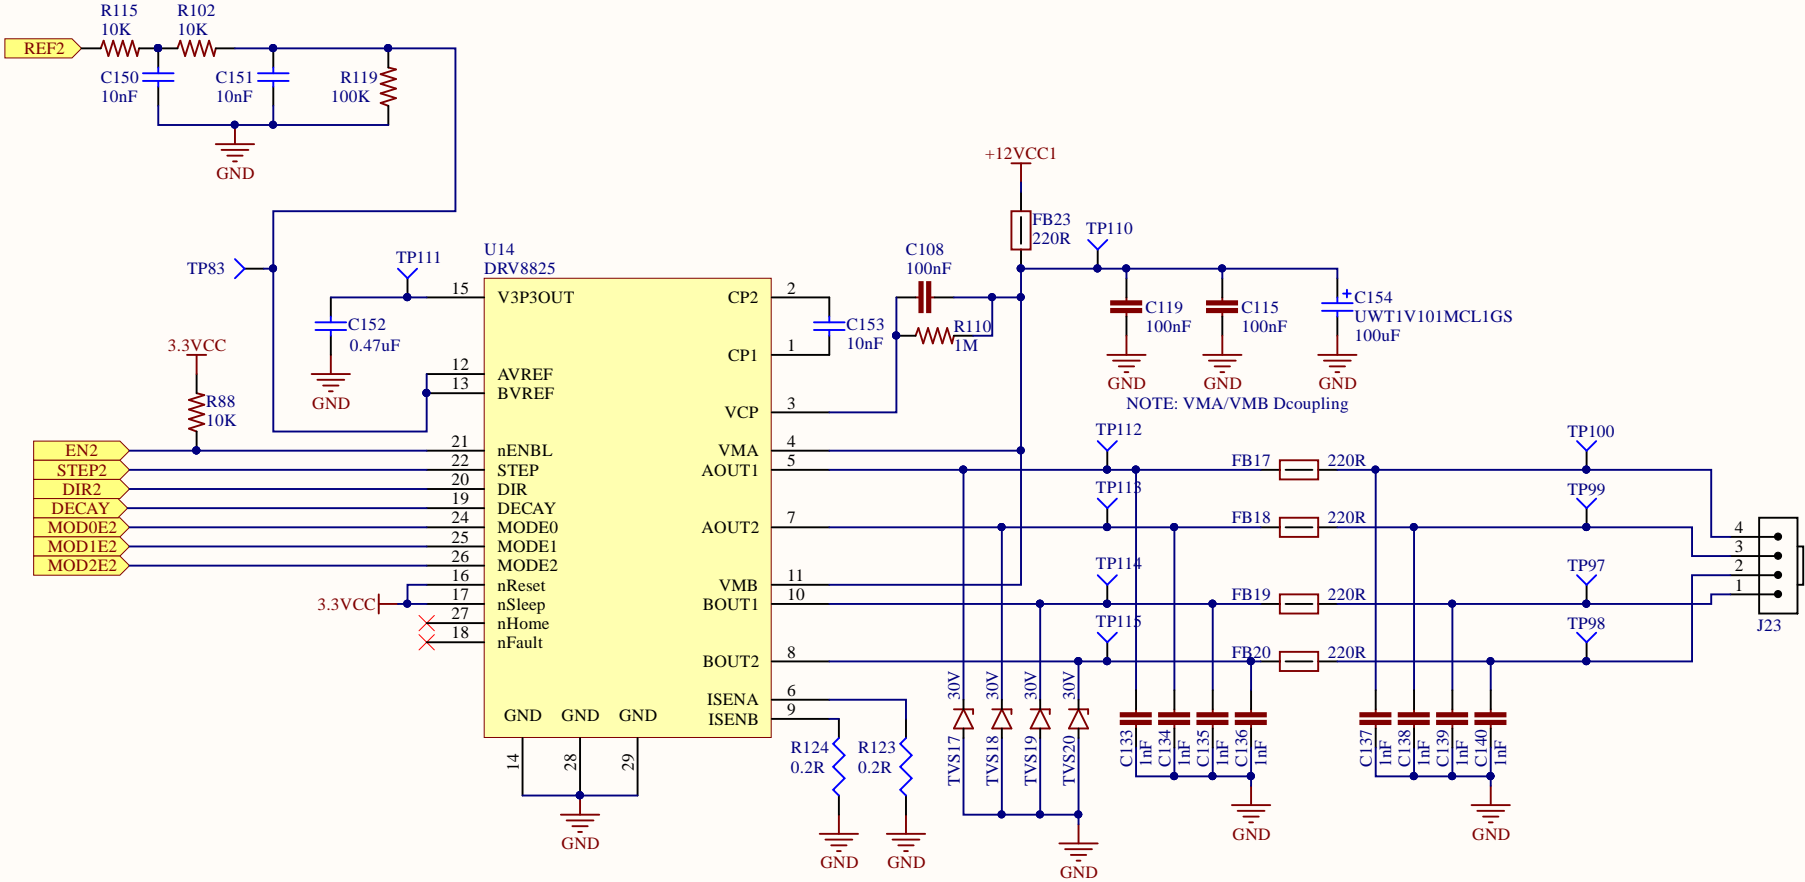 R115
10K
R102
10K
REF2
C150
10nF
C151
10nF
R119
100K
GND
+12VCC1
FB23
220R
TP110
TP83
TP111
U14
DRV8825
C108
100nF
15
V3P3OUT
CP2
2
C152
0.47uF
C153
10nF
R110
1M
C119
100nF
C115
100nF
C154
UWT1V101MCL1GS
100uF
+
GND
GND
GND
NOTE: VMA/VMB Dcoupling
3.3VCC
CP1
1
GND
12
AVREF
13
BVREF
R88
10K
VCP
3
EN2
21
nENBL
VMA
4
TP112
TP100
STEP2
22
STEP
AOUT1
5
FB17
220R
DIR2
20
DIR
TP113
TP99
DECAY
19
DECAY
MOD0E2
24
MODE0
AOUT2
7
FB18
220R
MOD1E2
25
MODE1
MOD2E2
26
MODE2
TP114
TP97
16
nReset
VMB
11
3.3VCC
17
nSleep
BOUT1
10
FB19
220R
27
nHome
TP115
TP98
18
nFault
BOUT2
8
FB20
220R
4
3
2
1
J23
ISENA
6
ISENB
9
GND
GND
GND
14
28
29
GND
R124
0.2R
R123
0.2R
GND
GND
30V
TVS17
30V
TVS18
30V
TVS19
30V
TVS20
GND
C133
1nF
C134
1nF
C135
1nF
C136
1nF
GND
C137
1nF
C138
1nF
C139
1nF
C140
1nF
GND